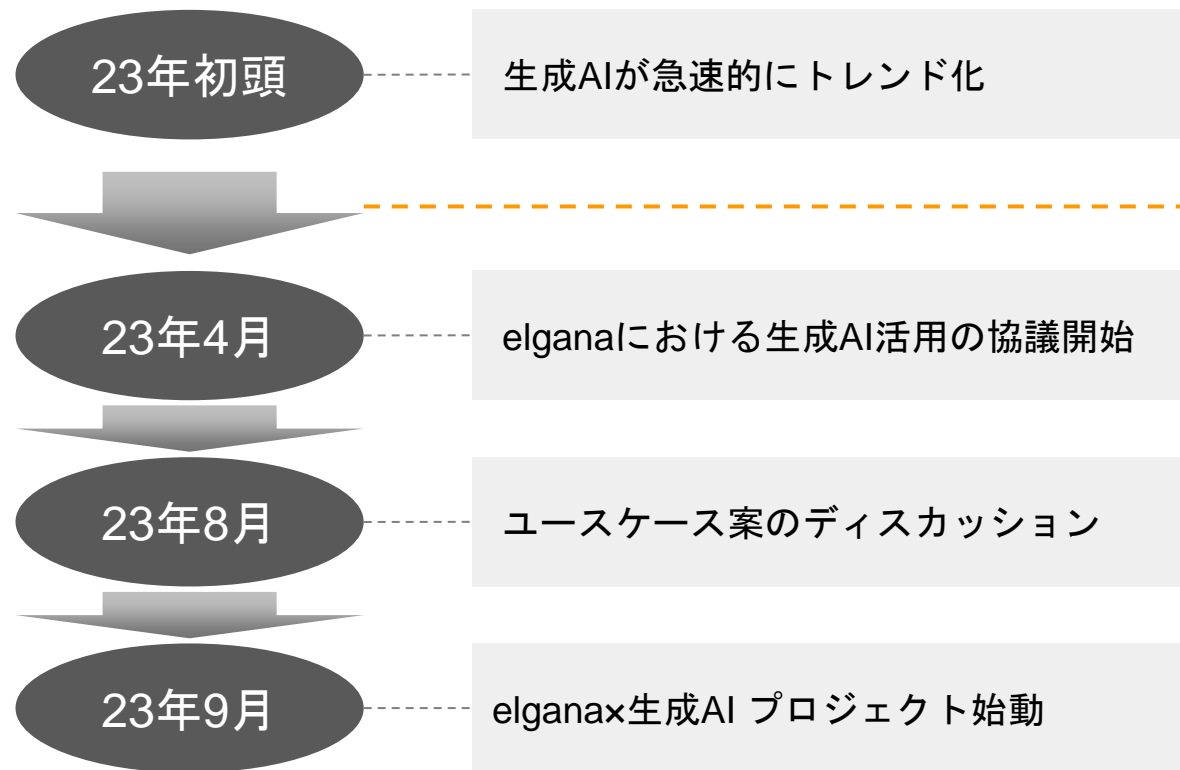 23年初頭
生成AIが急速的にトレンド化
23年4月
elganaにおける生成AI活用の協議開始
23年8月
ユースケース案のディスカッション
23年9月
elgana×生成AI プロジェクト始動